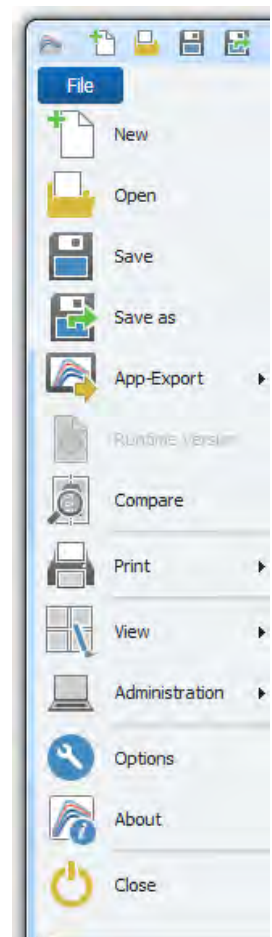 File
New
Open
Save
Save as
App-Export
Runtime Version
Compare
Print
View
Administration
Options
About
Close